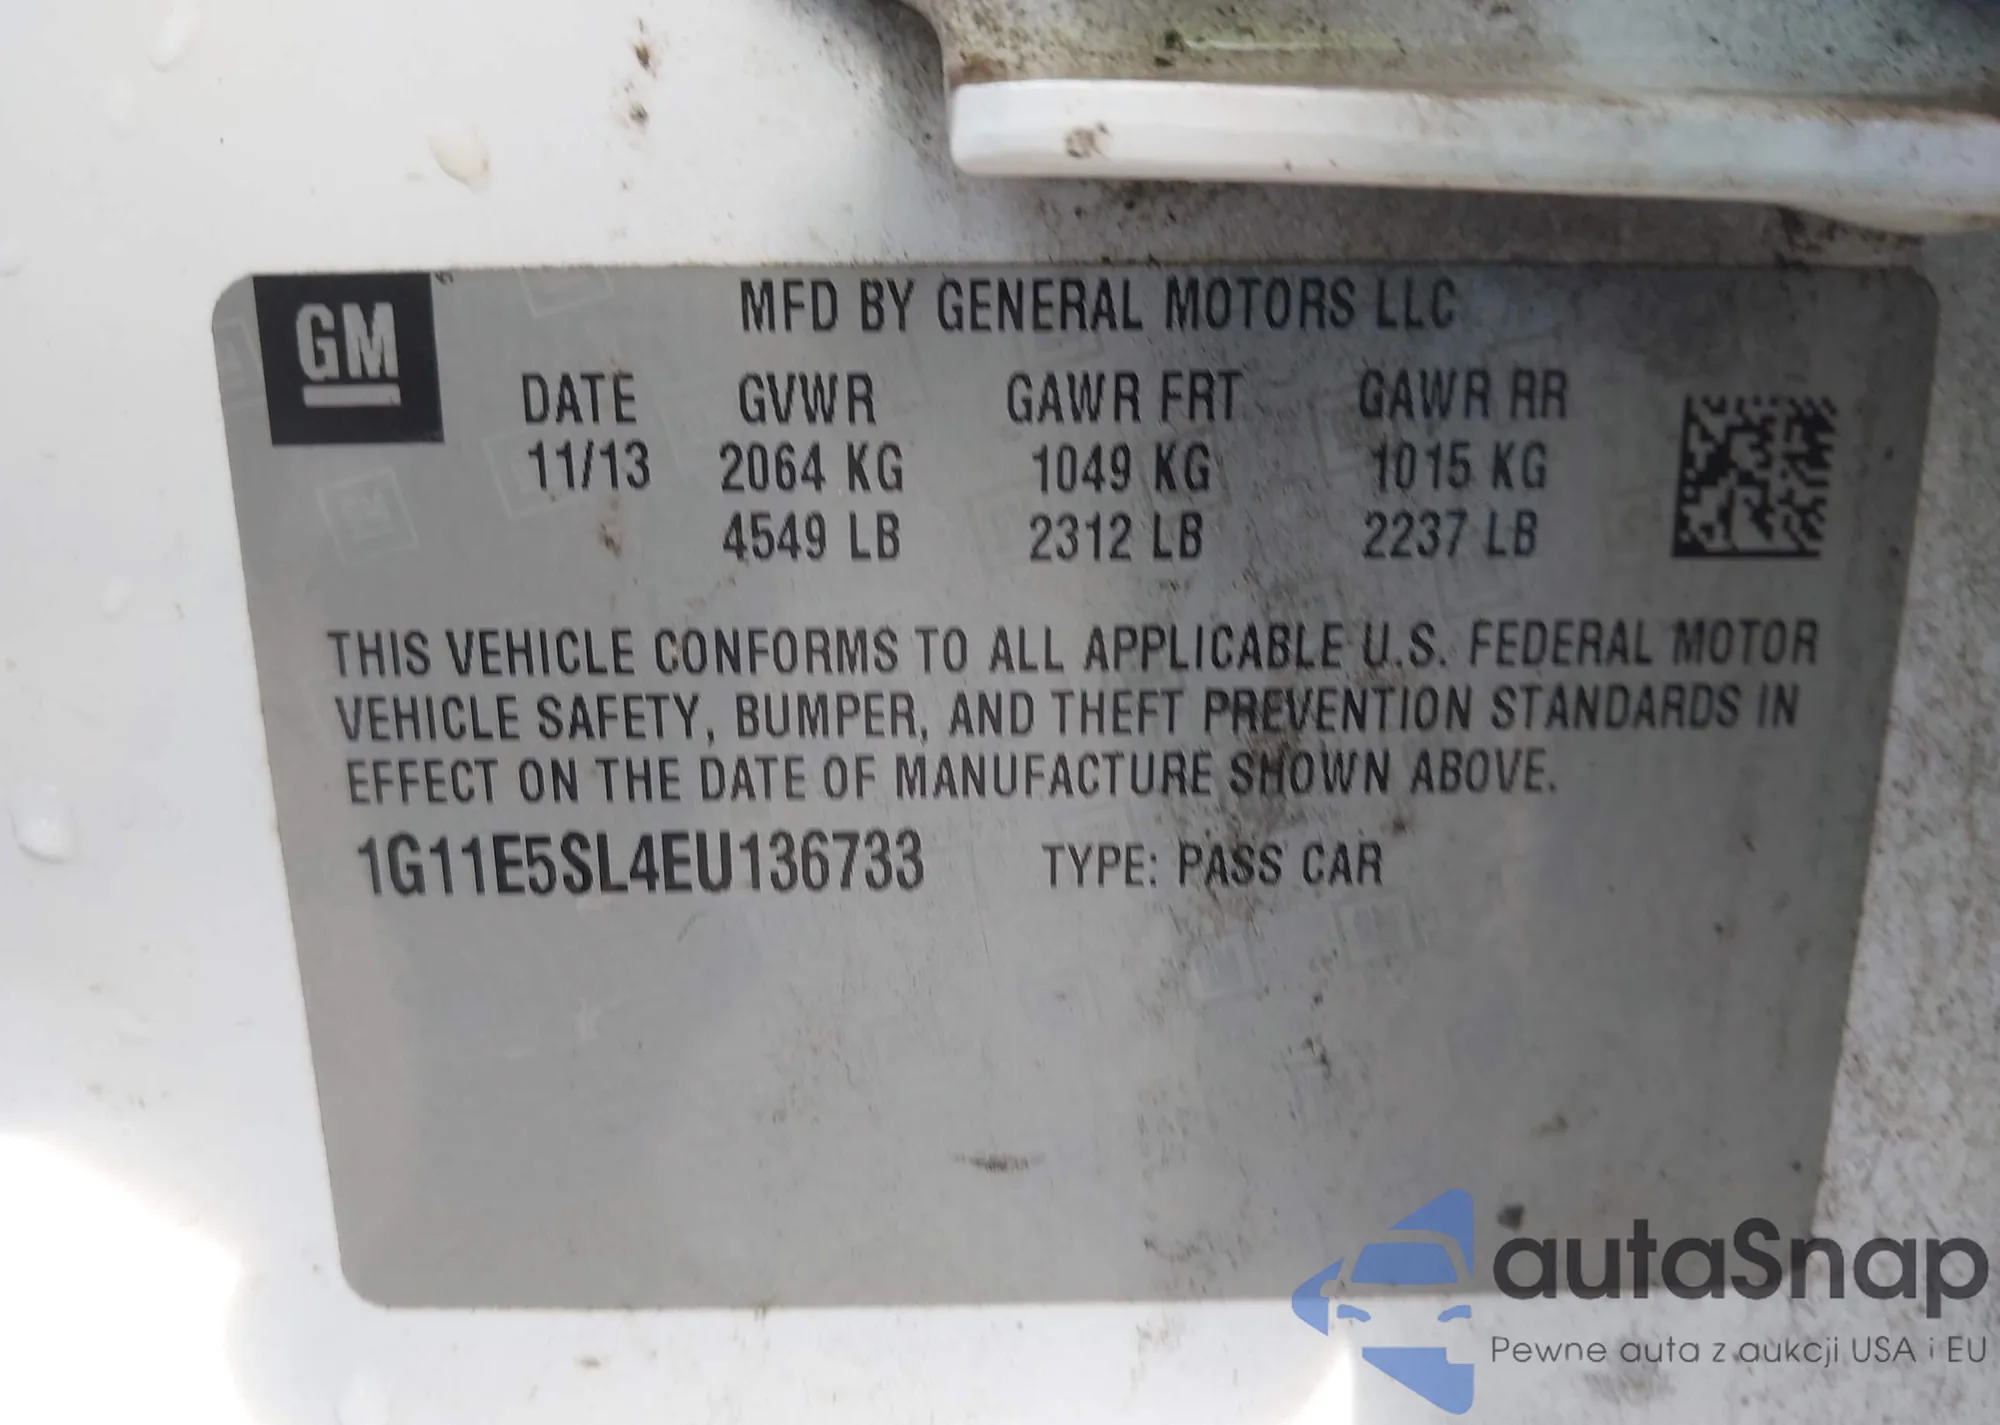 GM
MFD BY GENERAL MOTORS LLC
DATE GVWR GAWR FRT GAWR RR
11/13 2064 KG 1049 KG 1015 KG
4549 LB 2312 LB 2237 LB
THIS VEHICLE CONFORMS TO ALL APPLICABLE U.S. FEDERAL MOTOR
VEHICLE SAFETY, BUMPER, AND THEFT PREVENTION STANDARDS IN
EFFECT ON THE DATE OF MANUFACTURE SHOWN ABOVE.
1G11E5SL4EU136733 TYPE: PASS CAR
autaSnap
Pewne auta z aukcji USA i EU